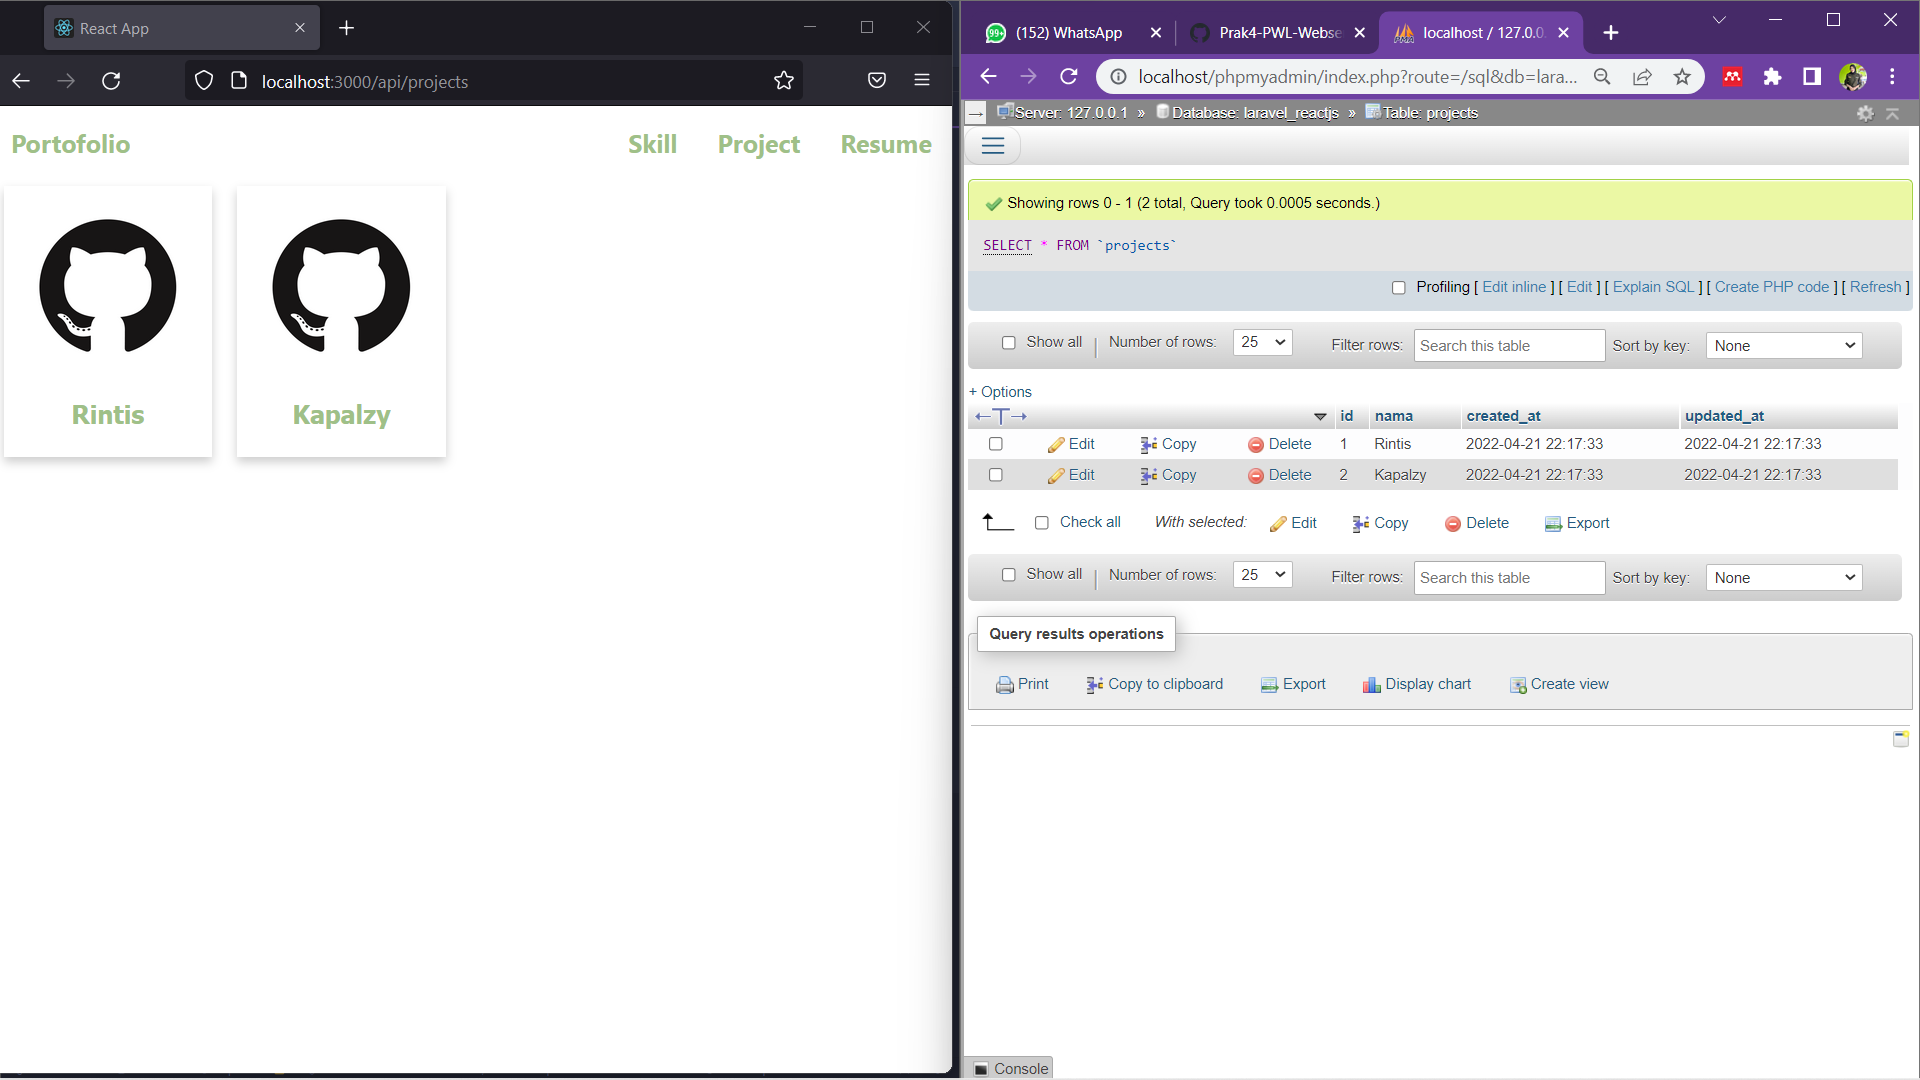 React App
localhost:3000/api/projects
Portofolio
Skill
Project
Resume
Rintis
Kapalzy
99+
(152) WhatsApp
Prak4-PWL-Webse
localhost / 127.0.0.
localhost/phpmyadmin/index.php?route=/sql&db=lara...
Server: 127.0.0.1 » Database: laravel_reactjs » Table: projects
Showing rows 0 - 1 (2 total, Query took 0.0005 seconds.)
SELECT * FROM `projects`
Profiling [ Edit inline ] [ Edit ] [ Explain SQL ] [ Create PHP code ] [ Refresh ]
Show all | Number of rows: 25 Filter rows: Search this table Sort by key: None
+ Options
←T→ id nama created_at updated_at
Edit Copy Delete 1 Rintis 2022-04-21 22:17:33 2022-04-21 22:17:33
Edit Copy Delete 2 Kapalzy 2022-04-21 22:17:33 2022-04-21 22:17:33
Check all With selected: Edit Copy Delete Export
Show all | Number of rows: 25 Filter rows: Search this table Sort by key: None
Query results operations
Print Copy to clipboard Export Display chart Create view
Console